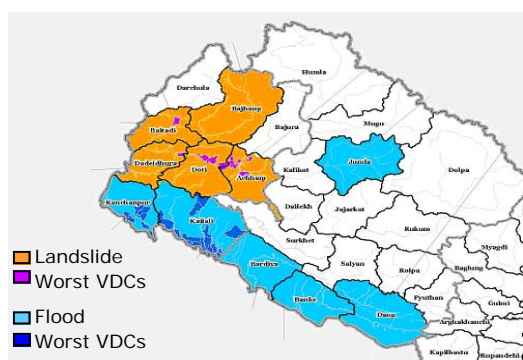 Humla
Darchula
Bajhang
Mugu
Bajura
Baitadi
Dolpa
Jumla
Dadeldhura
Doti
Kalikot
Achham
Kanchanpur
Dailekh
Jajarkot
Kailali
Rukum
Surkhet
Myagdi
Landslide
Bardiya
Salyan
Rolpa
Baglung
Worst VDCs
Banke
Dang
Pyuthan
Gulmi
Flood
Arghakhanchi
Worst VDCs
Kapilbastu
Rupandehi